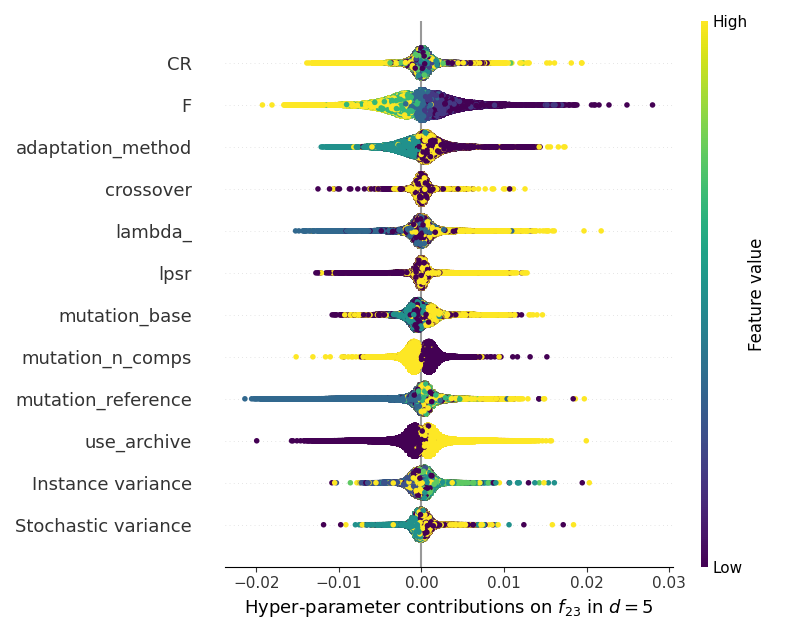 High
CR
F
adaptation_method
crossover
lambda_
lpsr
mutation_base
mutation_n_comps
mutation_reference
use_archive
Instance variance
Stochastic variance
Feature value
Low
−0.02 −0.01 0.00 0.01 0.02 0.03
Hyper-parameter contributions on f₂₃ in d = 5